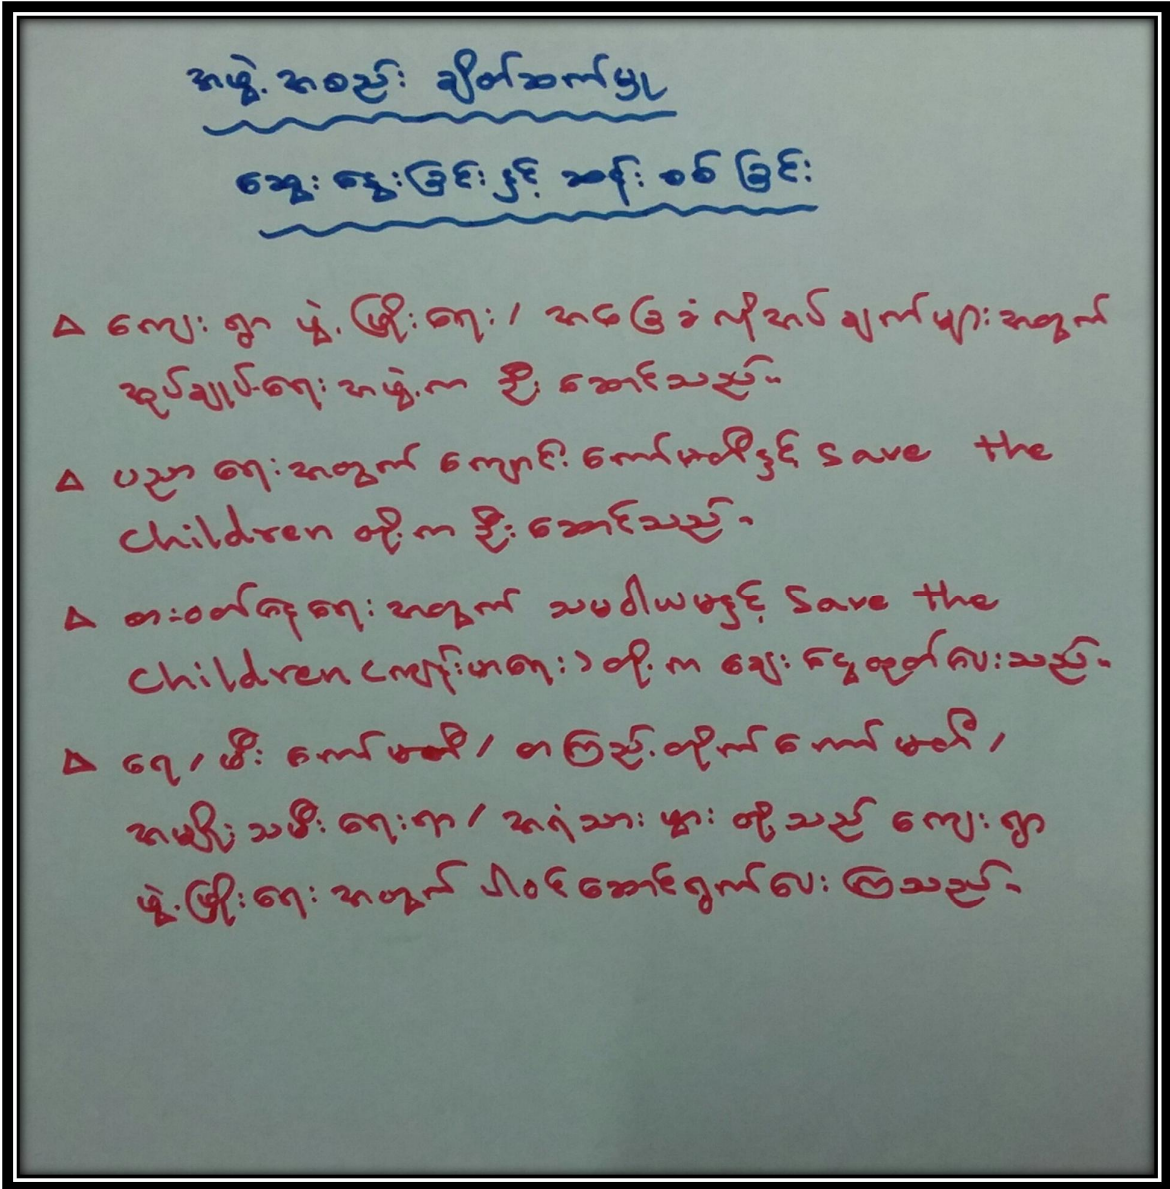 အဖွဲ့အစည်း ချိတ်ဆက်မှု
ဆွေးနွေးခြင်းနှင့် ဆန်းစစ်ခြင်း
Δ ကျေးရွာ ဖွံ့ဖြိုးရေး/ အခြေခံလိုအပ်ချက်များအတွက်
အုပ်ချုပ်ရေးအဖွဲ့က ဦးဆောင်သည်။
Δ ပညာရေးအတွက် ကျောင်းကော်မတီနှင့် Save the
Children တို့က ဦးဆောင်သည်။
Δ စားဝတ်နေရေးအတွက် သမဝါယမနှင့် Save the
Children (ကျန်းမာရေး) တို့က ချေးငွေထုတ်ပေးသည်။
Δ ရေ/ မီး ကော်မတီ/ စာကြည့်တိုက်ကော်မတီ/
အမျိုးသမီးရေးရာ/ အရံသားများ တို့သည် ကျေးရွာ
ဖွံ့ဖြိုးရေးအတွက် ပါဝင်ဆောင်ရွက်ပေးကြသည်။